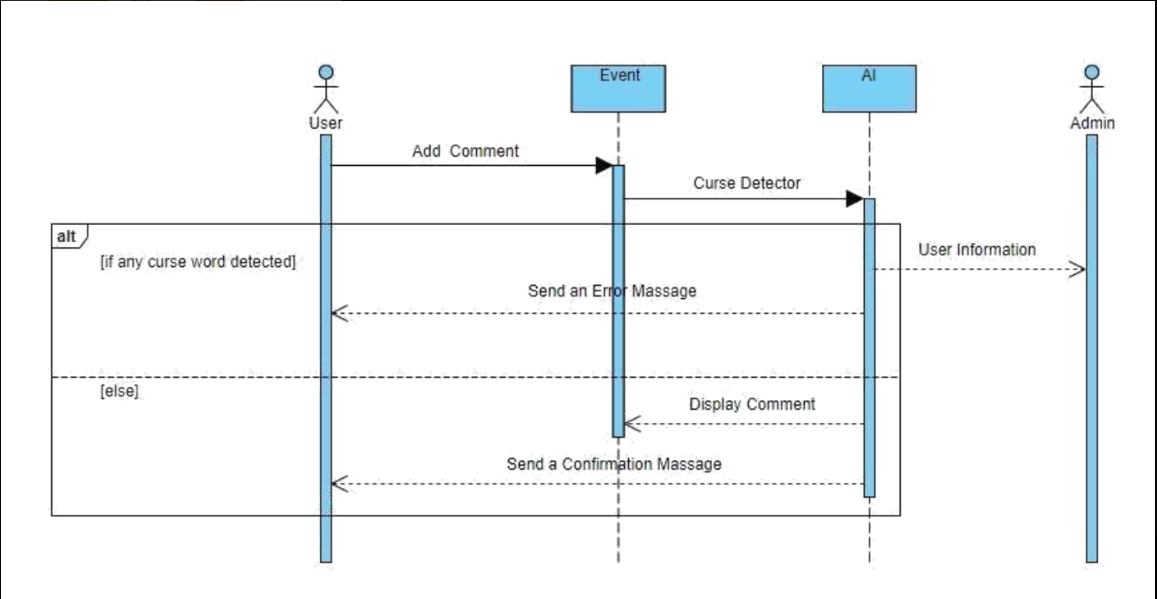 User
Event
AI
Admin
Add Comment
Curse Detector
alt
[if any curse word detected]
User Information
Send an Error Massage
[else]
Display Comment
Send a Confirmation Massage